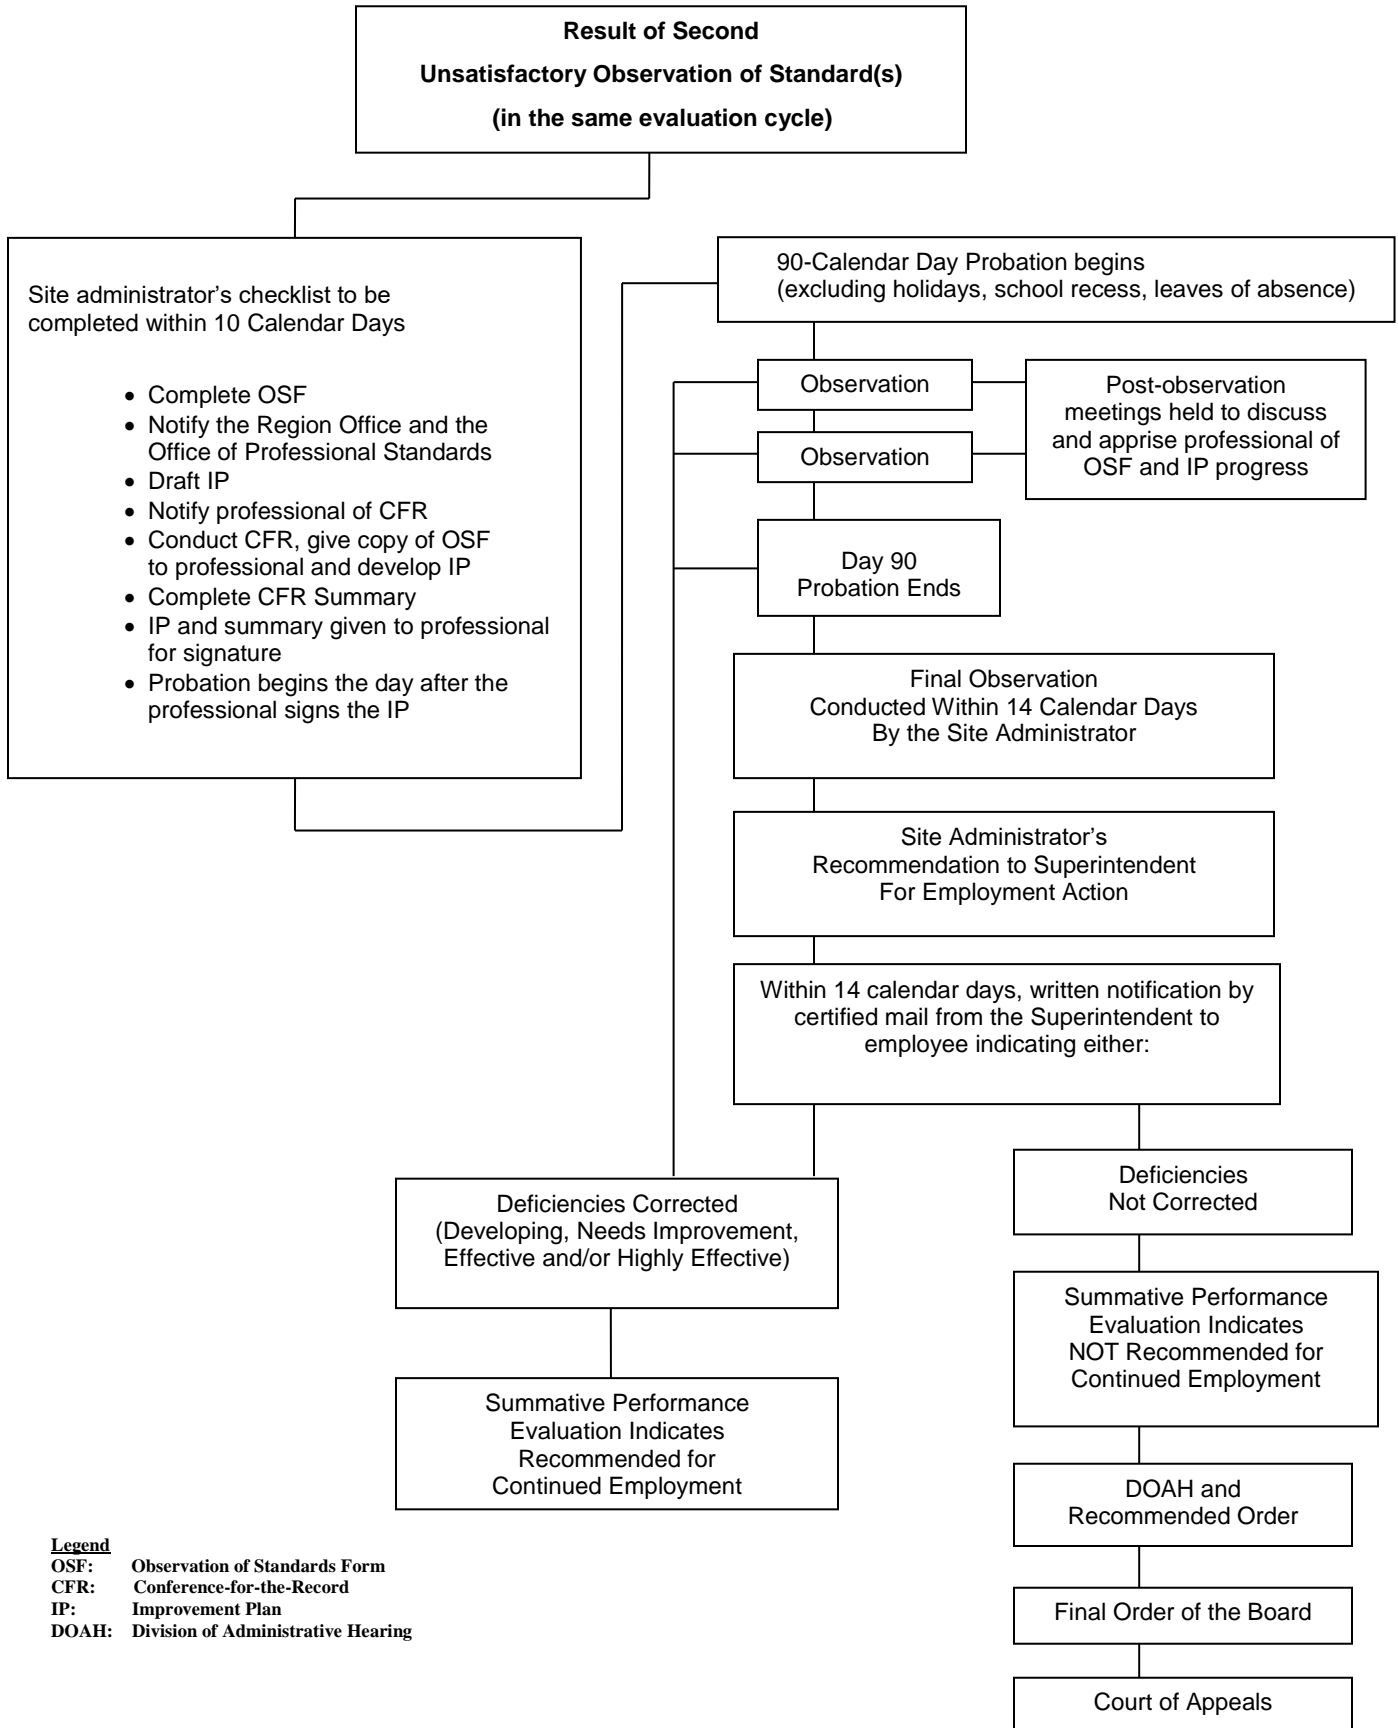 Result of Second
Unsatisfactory Observation of Standard(s)
(in the same evaluation cycle)
Site administrator's checklist to be
completed within 10 Calendar Days
• Complete OSF
• Notify the Region Office and the
Office of Professional Standards
• Draft IP
• Notify professional of CFR
• Conduct CFR, give copy of OSF
to professional and develop IP
• Complete CFR Summary
• IP and summary given to professional
for signature
• Probation begins the day after the
professional signs the IP
90-Calendar Day Probation begins
(excluding holidays, school recess, leaves of absence)
Observation
Observation
Post-observation
meetings held to discuss
and apprise professional of
OSF and IP progress
Day 90
Probation Ends
Final Observation
Conducted Within 14 Calendar Days
By the Site Administrator
Site Administrator's
Recommendation to Superintendent
For Employment Action
Within 14 calendar days, written notification by
certified mail from the Superintendent to
employee indicating either:
Deficiencies Corrected
(Developing, Needs Improvement,
Effective and/or Highly Effective)
Summative Performance
Evaluation Indicates
Recommended for
Continued Employment
Deficiencies
Not Corrected
Summative Performance
Evaluation Indicates
NOT Recommended for
Continued Employment
DOAH and
Recommended Order
Final Order of the Board
Court of Appeals
Legend
OSF: Observation of Standards Form
CFR: Conference-for-the-Record
IP: Improvement Plan
DOAH: Division of Administrative Hearing